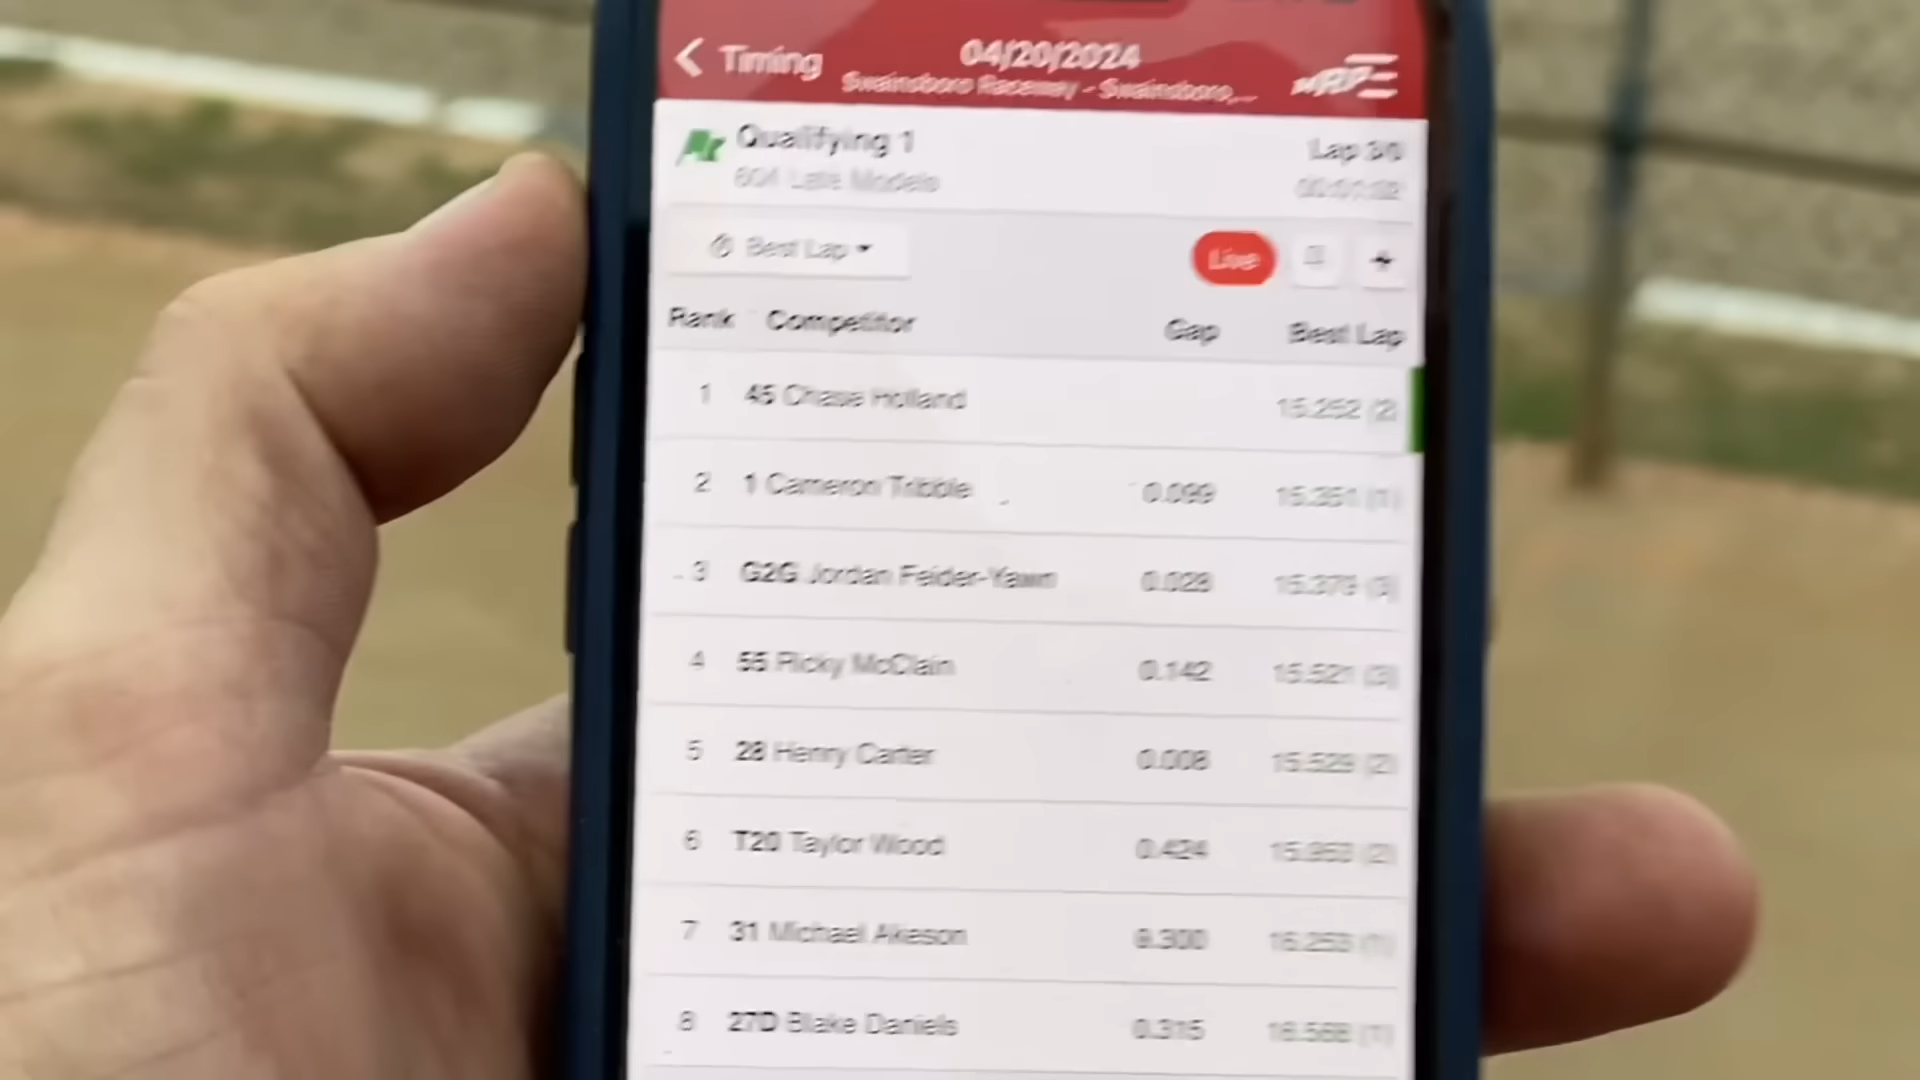 Timing
04/20/2024
Swainsboro Raceway - Swainsboro,...
MRP
Qualifying 1
Lap 3/0
604 Late Models
Best Lap
Live
Rank Competitor Gap Best Lap
1 45 Chase Holland 15.252 (2)
2 1 Cameron Tribble 0.099 15.351 (1)
3 G2G Jordan Felder-Yawn 0.028 15.379 (3)
4 55 Ricky McClain 0.142 15.521 (3)
5 28 Henry Carter 0.008 15.529 (2)
6 T20 Taylor Wood 0.424 15.953 (2)
7 31 Michael Akeson 0.300 16.253 (1)
8 27D Blake Daniels 0.315 16.568 (1)